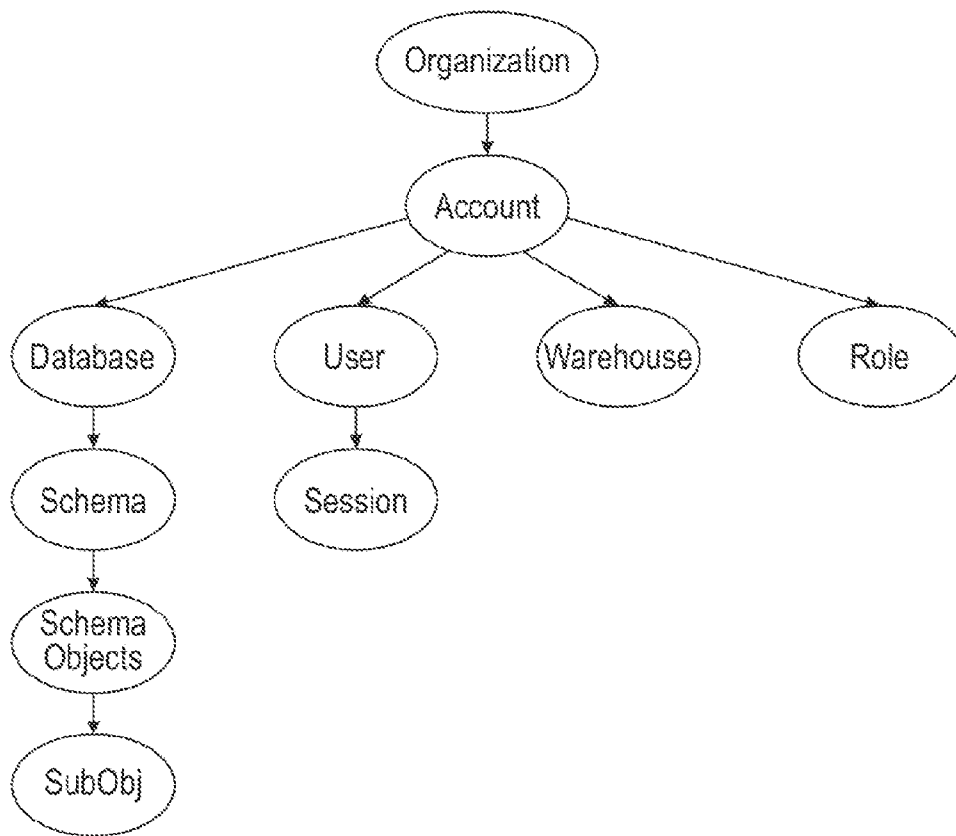 Organization
Account
Database
User
Warehouse
Role
Schema
Session
Schema
Objects
SubObj